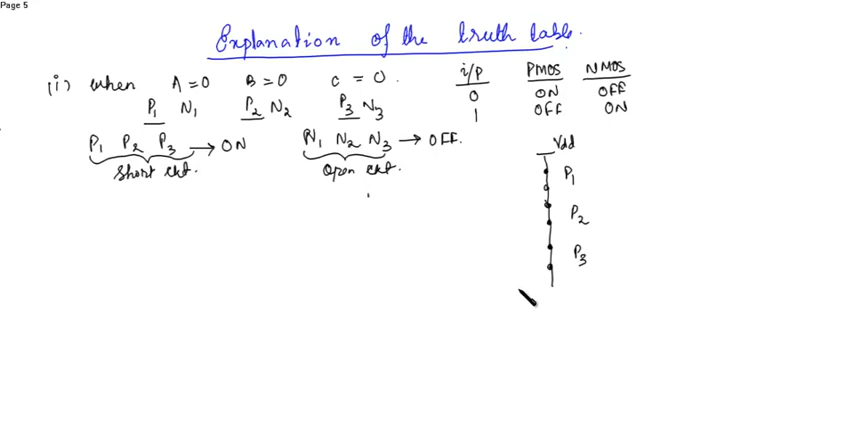 Page 5
Explanation of the truth table.
(i) when A=0 B=0 C = 0.
P1 N1 P2 N2 P3 N3
P1 P2 P3 → ON
Short ckt.
N1 N2 N3 → OFF.
Open ckt.
i/P PMOS NMOS
0 ON OFF
1 OFF ON
Vdd
P1
P2
P3